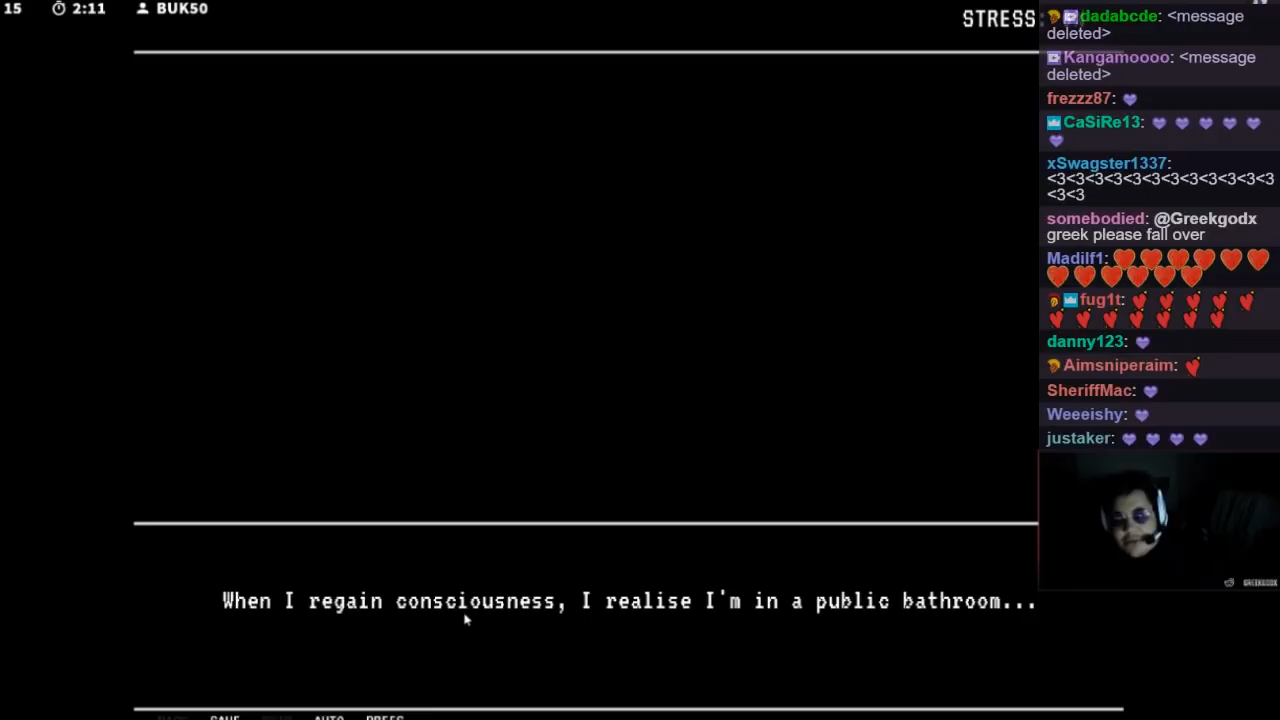 15 2:11 BUK50
STRESS:
dadabcde: <message
deleted>
Kangamoooo: <message
deleted>
frezzz87:
CaSiRe13:
xSwagster1337:
<3<3<3<3<3<3<3<3<3<3<3<3
<3<3
somebodied: @Greekgodx
greek please fall over
Madilf1:
fug1t:
danny123:
Aimsniperaim:
SheriffMac:
Weeeishy:
justaker:
GREEKGODX
When I regain consciousness, I realise I'm in a public bathroom...
SAVE AUTO PREFS